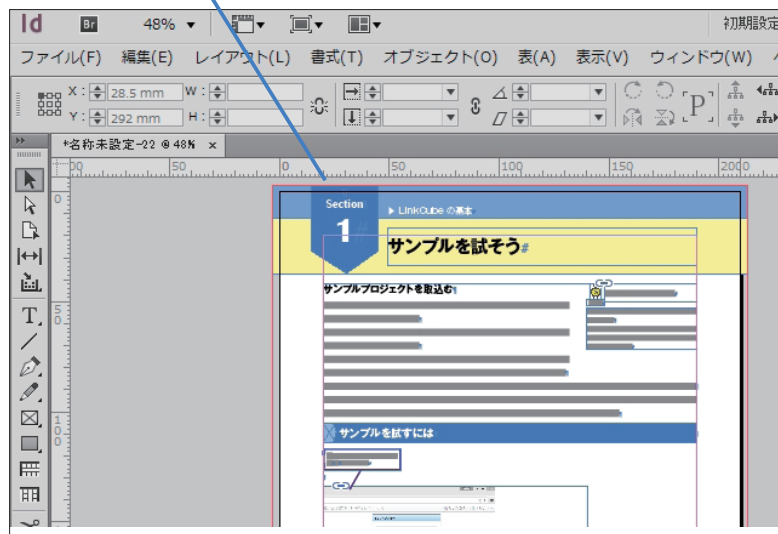 Id Br 48% 初期設定
ファイル(F) 編集(E) レイアウト(L) 書式(T) オブジェクト(O) 表(A) 表示(V) ウィンドウ(W)
X : 28.5 mm W :
Y : 292 mm H :
P
*名称未設定-22 @ 48% ×
50 0 50 100 150 200
0
50
100
Section
1#
▶ LinkCube の基本
サンプルを試そう#
サンプルプロジェクトを取込む
サンプルを試すには
T